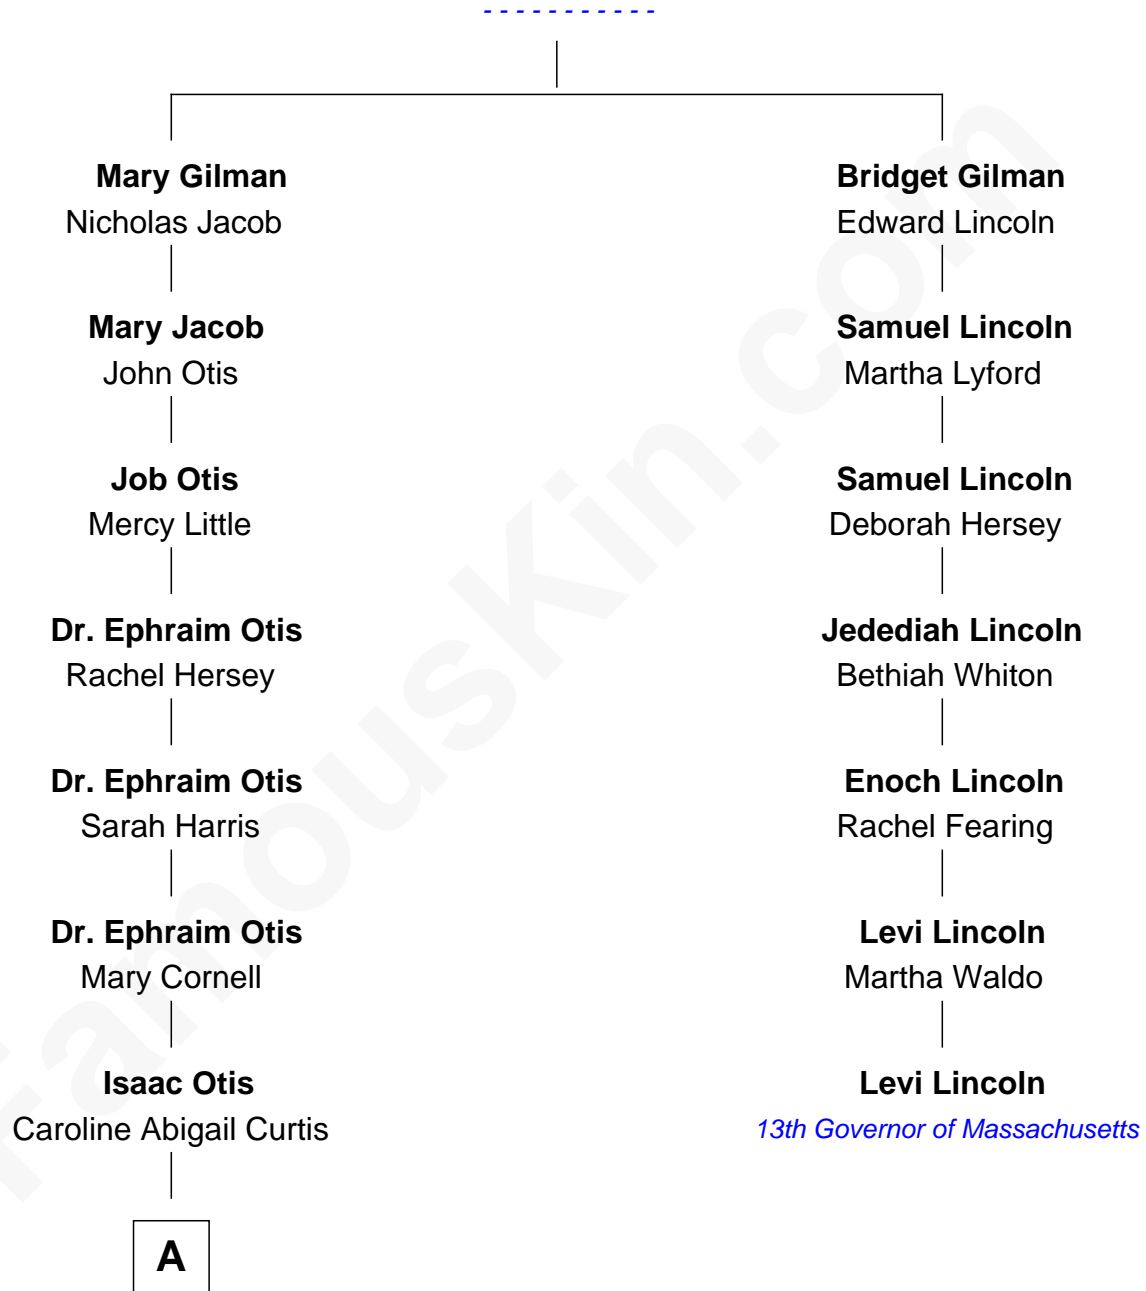 - - - - - - - - - - -
Mary Gilman
Nicholas Jacob
Bridget Gilman
Edward Lincoln
Mary Jacob
John Otis
Samuel Lincoln
Martha Lyford
Job Otis
Mercy Little
Samuel Lincoln
Deborah Hersey
Dr. Ephraim Otis
Rachel Hersey
Jedediah Lincoln
Bethiah Whiton
Dr. Ephraim Otis
Sarah Harris
Enoch Lincoln
Rachel Fearing
Dr. Ephraim Otis
Mary Cornell
Levi Lincoln
Martha Waldo
Isaac Otis
Caroline Abigail Curtis
Levi Lincoln
13th Governor of Massachusetts
A
FamousKin.com